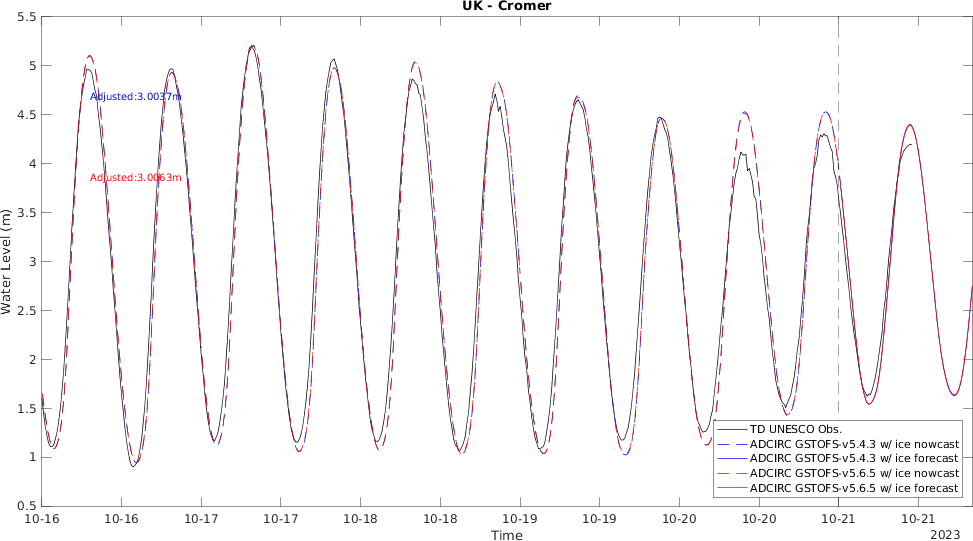 UK - Cromer
5.5
5
4.5
4
3.5
3
2.5
2
1.5
1
0.5
Water Level (m)
Adjusted:3.0037m
Adjusted:3.0063m
TD UNESCO Obs.
ADCIRC GSTOFS-v5.4.3 w/ ice nowcast
ADCIRC GSTOFS-v5.4.3 w/ ice forecast
ADCIRC GSTOFS-v5.6.5 w/ ice nowcast
ADCIRC GSTOFS-v5.6.5 w/ ice forecast
10-16 10-16 10-17 10-17 10-18 10-18 10-19 10-19 10-20 10-20 10-21 10-21
Time
2023